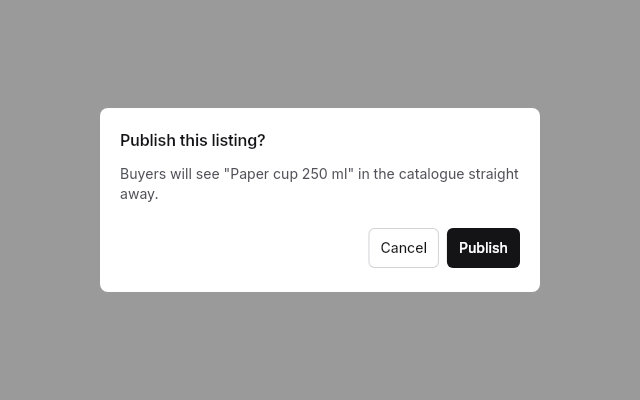 Publish this listing?
Buyers will see "Paper cup 250 ml" in the catalogue straight
away.
Cancel
Publish